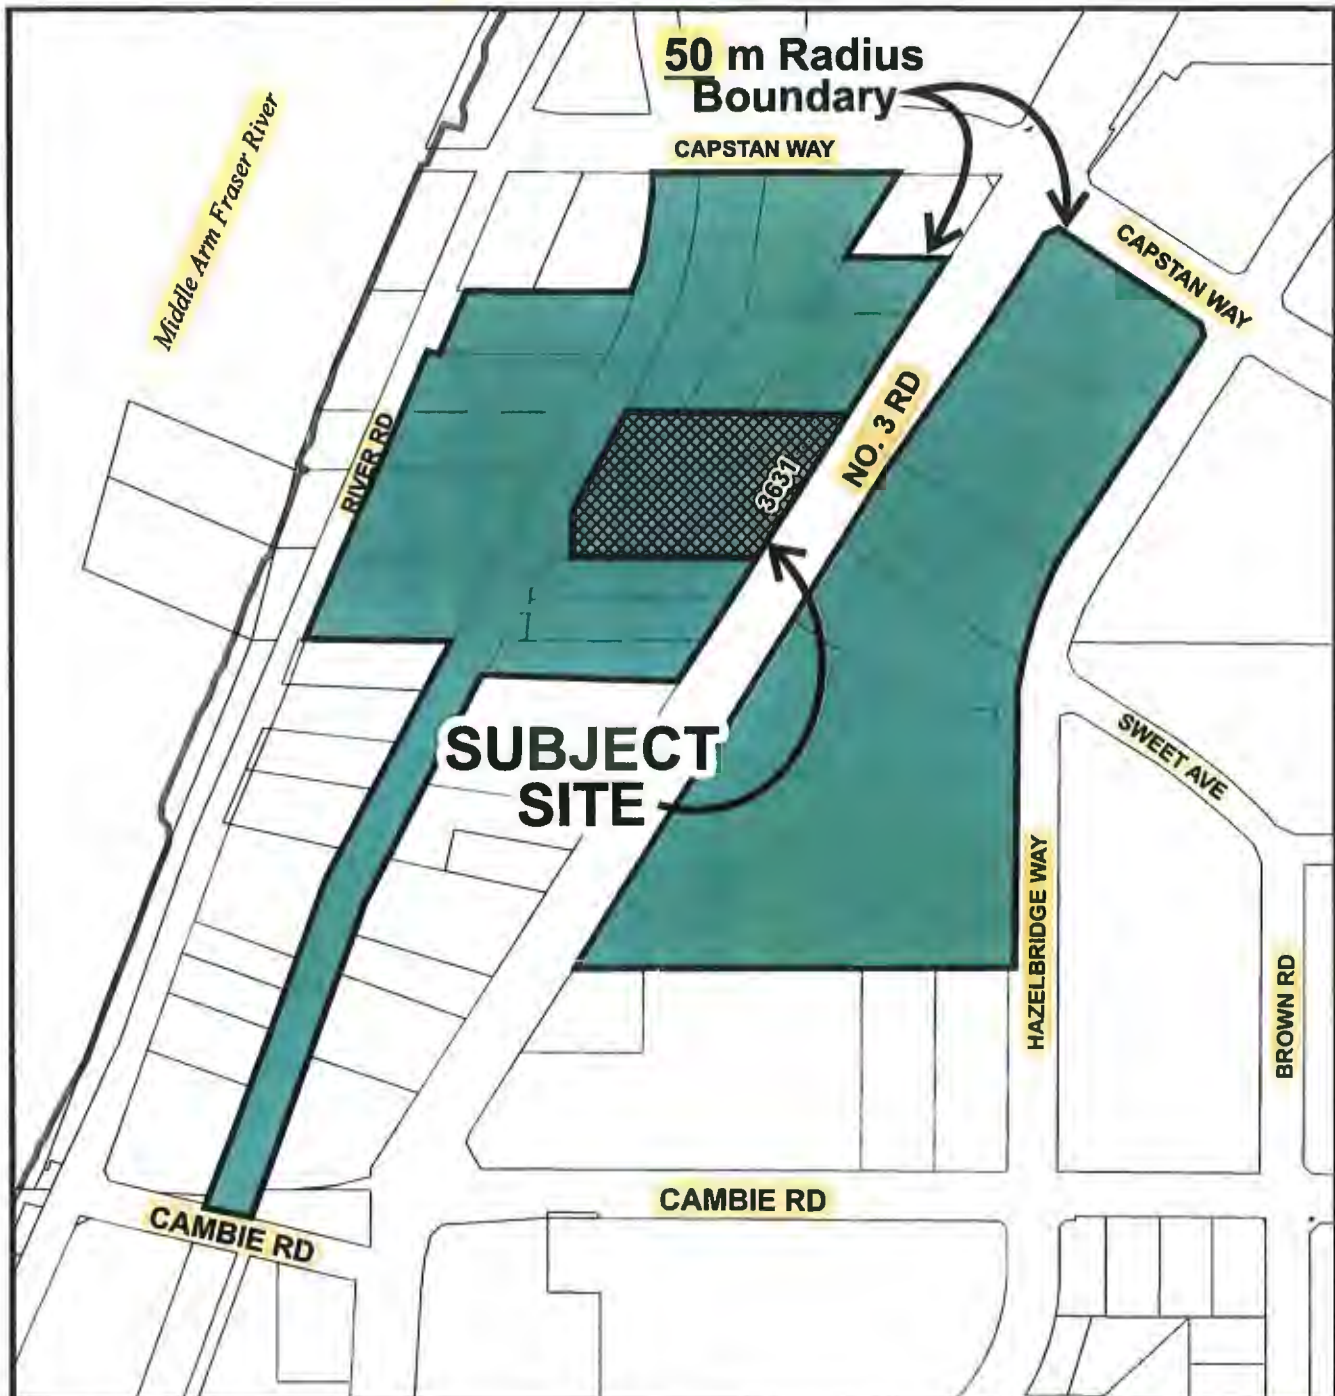 50 m Radius
Boundary
CAPSTAN WAY
Middle Arm Fraser River
CAPSTAN WAY
NO. 3 RD
RIVER RD
3631
SUBJECT
SITE
SWEET AVE
HAZELBRIDGE WAY
BROWN RD
CAMBIE RD
CAMBIE RD